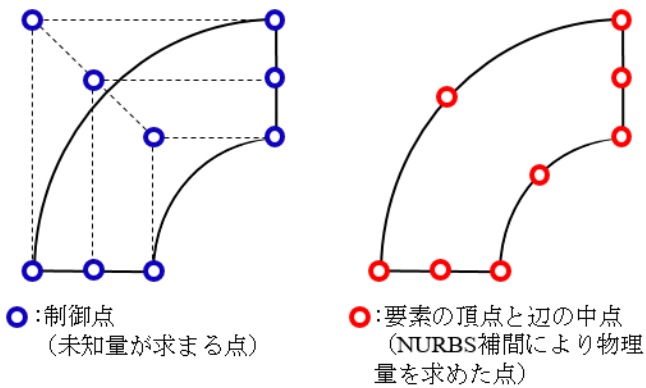 :制御点
(未知量が求まる点)
:要素の頂点と辺の中点
(NURBS補間により物理
量を求めた点)